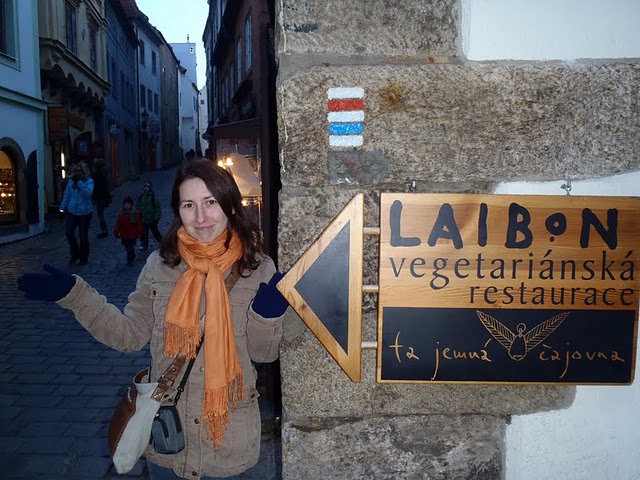 LAIBON
vegetariánská
restaurace
ta jemná čajovna